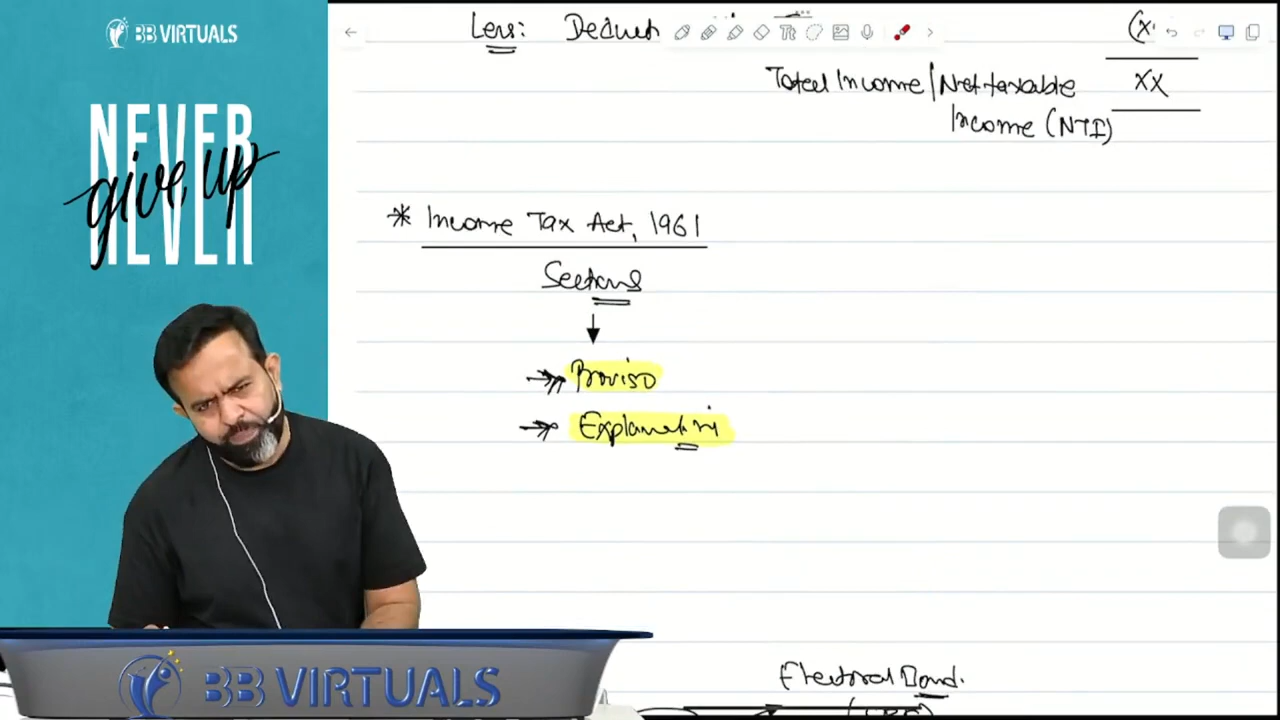 BB VIRTUALS
NEVER
give up
NEVER
Less: Deduct (x
Total Income/Net taxable xx
Income (NTI)
* Income Tax Act, 1961
Sections
Proviso
Explanation
Electoral Bond.
BB VIRTUALS